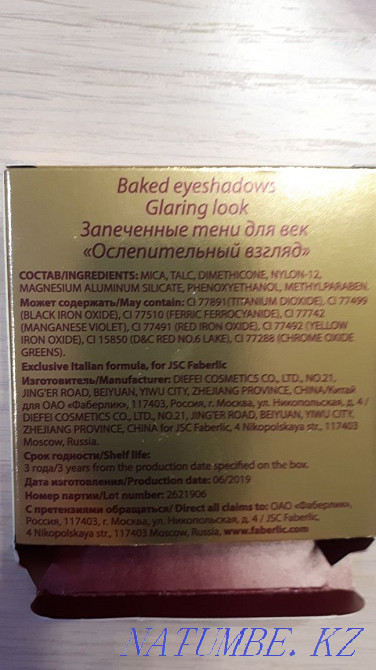 Baked eyeshadows
Glaring look
Запеченные тени для век
«Ослепительный взгляд»
СОСТАВ/INGREDIENTS: MICA, TALC, DIMETHICONE, NYLON-12,
MAGNESIUM ALUMINUM SILICATE, PHENOXYETHANOL, METHYLPARABEN.
Может содержать/May contain: CI 77891(TITANIUM DIOXIDE), CI 77499
(BLACK IRON OXIDE), CI 77510 (FERRIC FERROCYANIDE), CI 77742
(MANGANESE VIOLET), CI 77491 (RED IRON OXIDE), CI 77492 (YELLOW
IRON OXIDE), CI 15850 (D&C RED NO.6 LAKE), CI 77288 (CHROME OXIDE
GREENS).
Exclusive Italian formula, for JSC Faberlic
Изготовитель/Manufacturer: DIEFEI COSMETICS CO., LTD., NO.21,
JING'ER ROAD, BEIYUAN, YIWU CITY, ZHEJIANG PROVINCE, CHINA/Китай
для ОАО «Фаберлик», 117403, Россия, г. Москва, ул. Никопольская, д. 4 /
DIEFEI COSMETICS CO., LTD., NO.21, JING'ER ROAD, BEIYUAN, YIWU CITY,
ZHEJIANG PROVINCE, CHINA for JSC Faberlic, 4 Nikopolskaya str., 117403
Moscow, Russia.
Срок годности/Shelf life:
3 года/3 years from the production date specified on the box.
Дата изготовления/Production date: 06/2019
Номер партии/Lot number: 2621906
С претензиями обращаться/ Direct all claims to: ОАО «Фаберлик»,
Россия, 117403, г. Москва, ул. Никопольская, д. 4 / JSC Faberlic,
4 Nikopolskaya str., 117403 Moscow, Russia. www.faberlic.com
NATUMBE. KZ